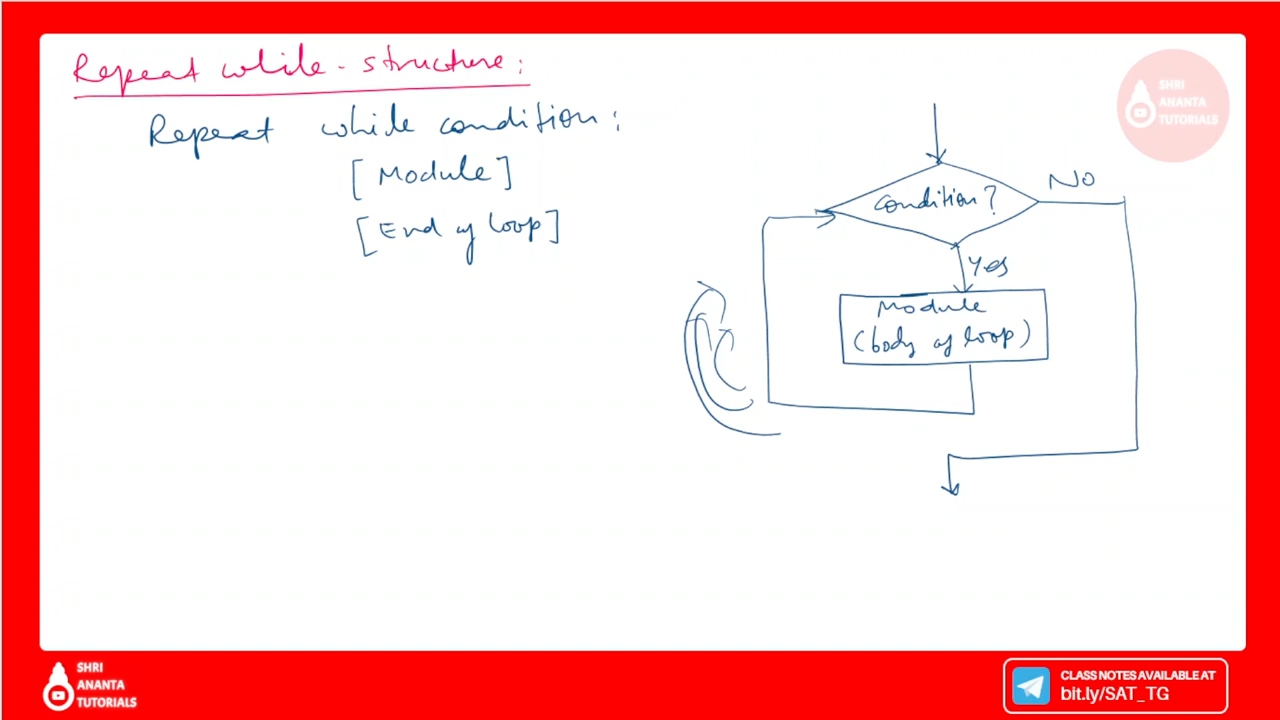 Repeat while - structure:
Repeat while condition:
[Module]
[End of loop]
condition?
No
Yes
Module
(body of loop)
SHRI
ANANTA
TUTORIALS
SHRI
ANANTA
TUTORIALS
CLASS NOTES AVAILABLE AT
bit.ly/SAT_TG